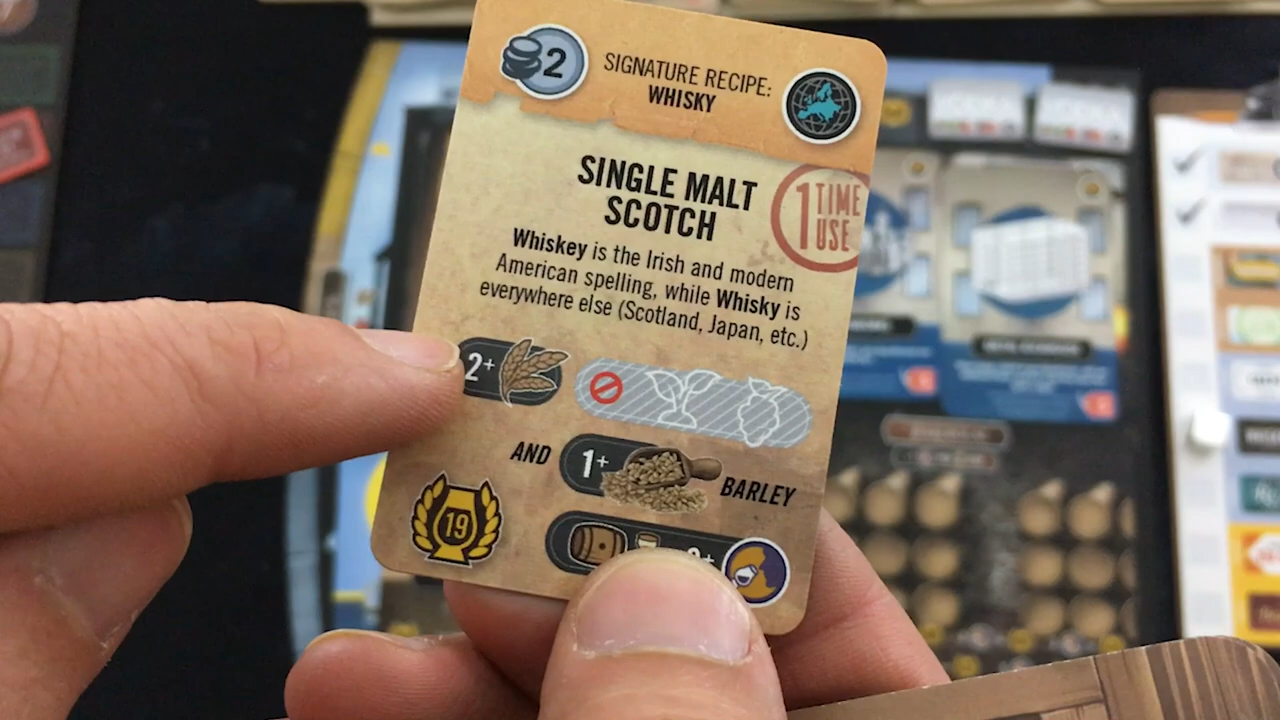 2
SIGNATURE RECIPE:
WHISKY
SINGLE MALT
SCOTCH
1 TIME
USE
Whiskey is the Irish and modern
American spelling, while Whisky is
everywhere else (Scotland, Japan, etc.)
2+
AND
1+
BARLEY
19